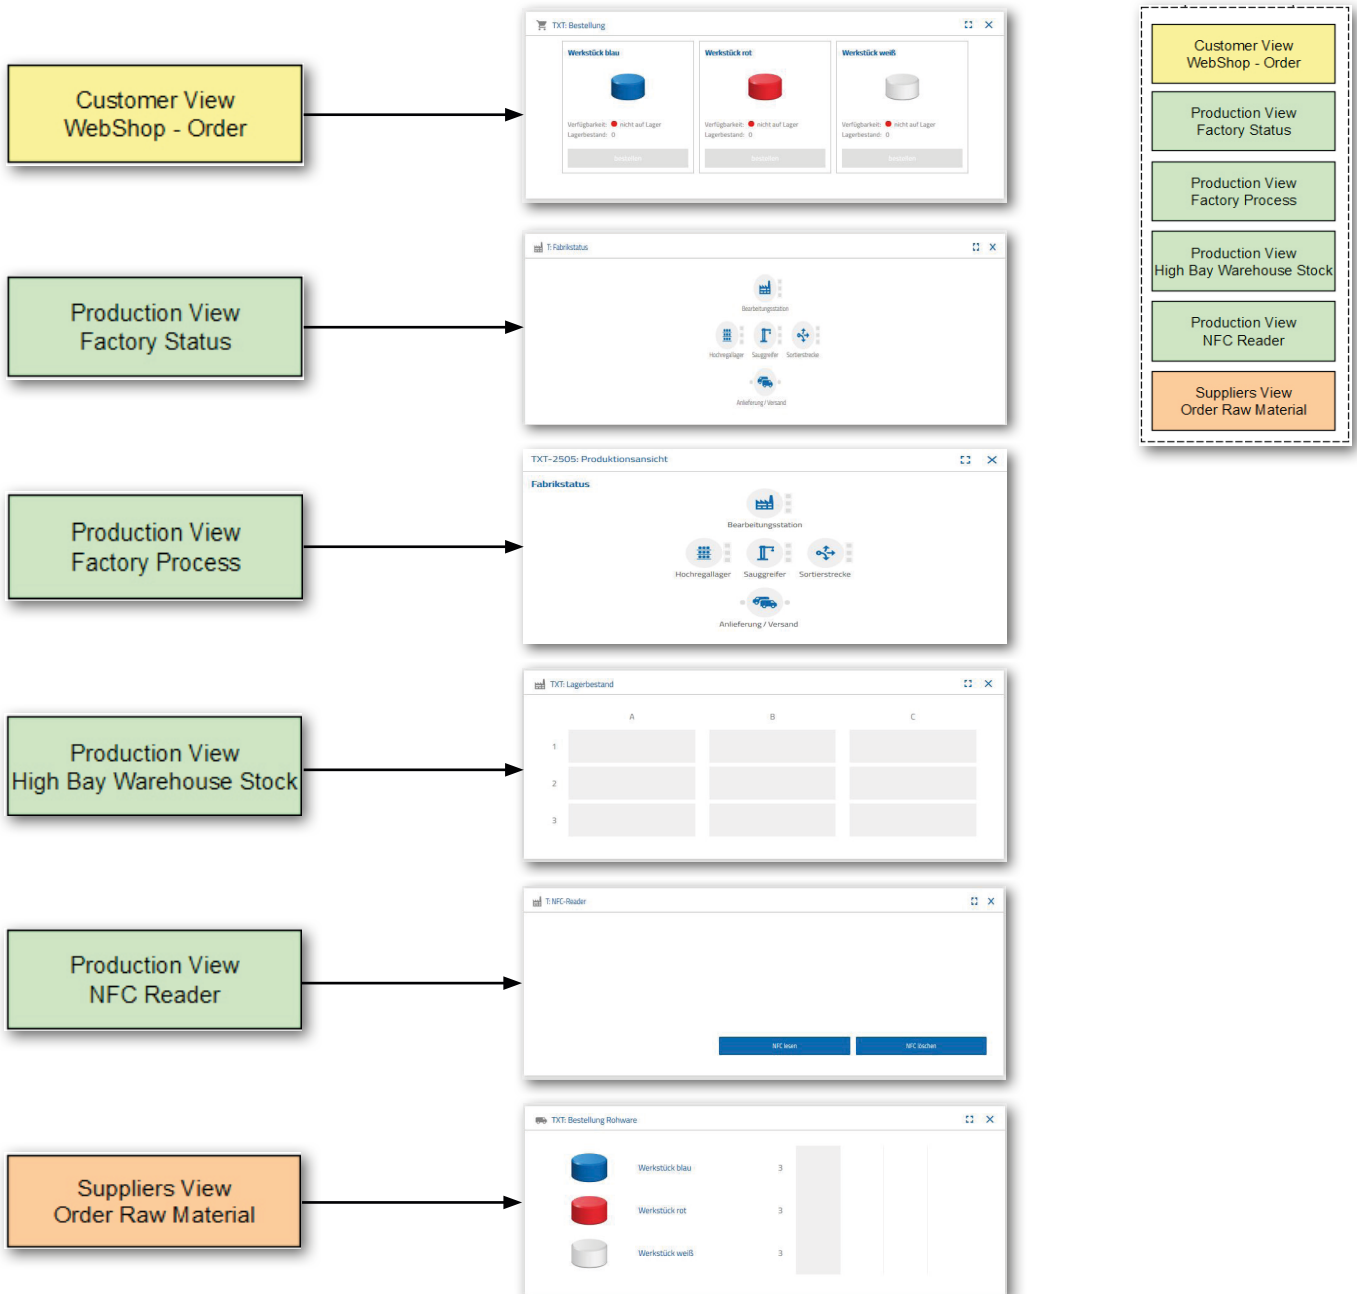 Customer View
WebShop - Order
TXT: Bestellung
Werkstück blau
Werkstück rot
Werkstück weiß
Verfügbarkeit: nicht auf Lager
Lagerbestand: 0
bestellen
Verfügbarkeit: nicht auf Lager
Lagerbestand: 0
bestellen
Verfügbarkeit: nicht auf Lager
Lagerbestand: 0
bestellen
Production View
Factory Status
T: Fabrikstatus
Bearbeitungsstation
Hochregallager Sauggreifer Sortierstrecke
Anlieferung / Versand
Production View
Factory Process
TXT-2505: Produktionsansicht
Fabrikstatus
Bearbeitungsstation
Hochregallager Sauggreifer Sortierstrecke
Anlieferung / Versand
Production View
High Bay Warehouse Stock
TXT: Lagerbestand
A B C
1
2
3
Production View
NFC Reader
T: NFC-Reader
NFC lesen
NFC löschen
Suppliers View
Order Raw Material
TXT: Bestellung Rohware
Werkstück blau 3
Werkstück rot 3
Werkstück weiß 3
Customer View
WebShop - Order
Production View
Factory Status
Production View
Factory Process
Production View
High Bay Warehouse Stock
Production View
NFC Reader
Suppliers View
Order Raw Material